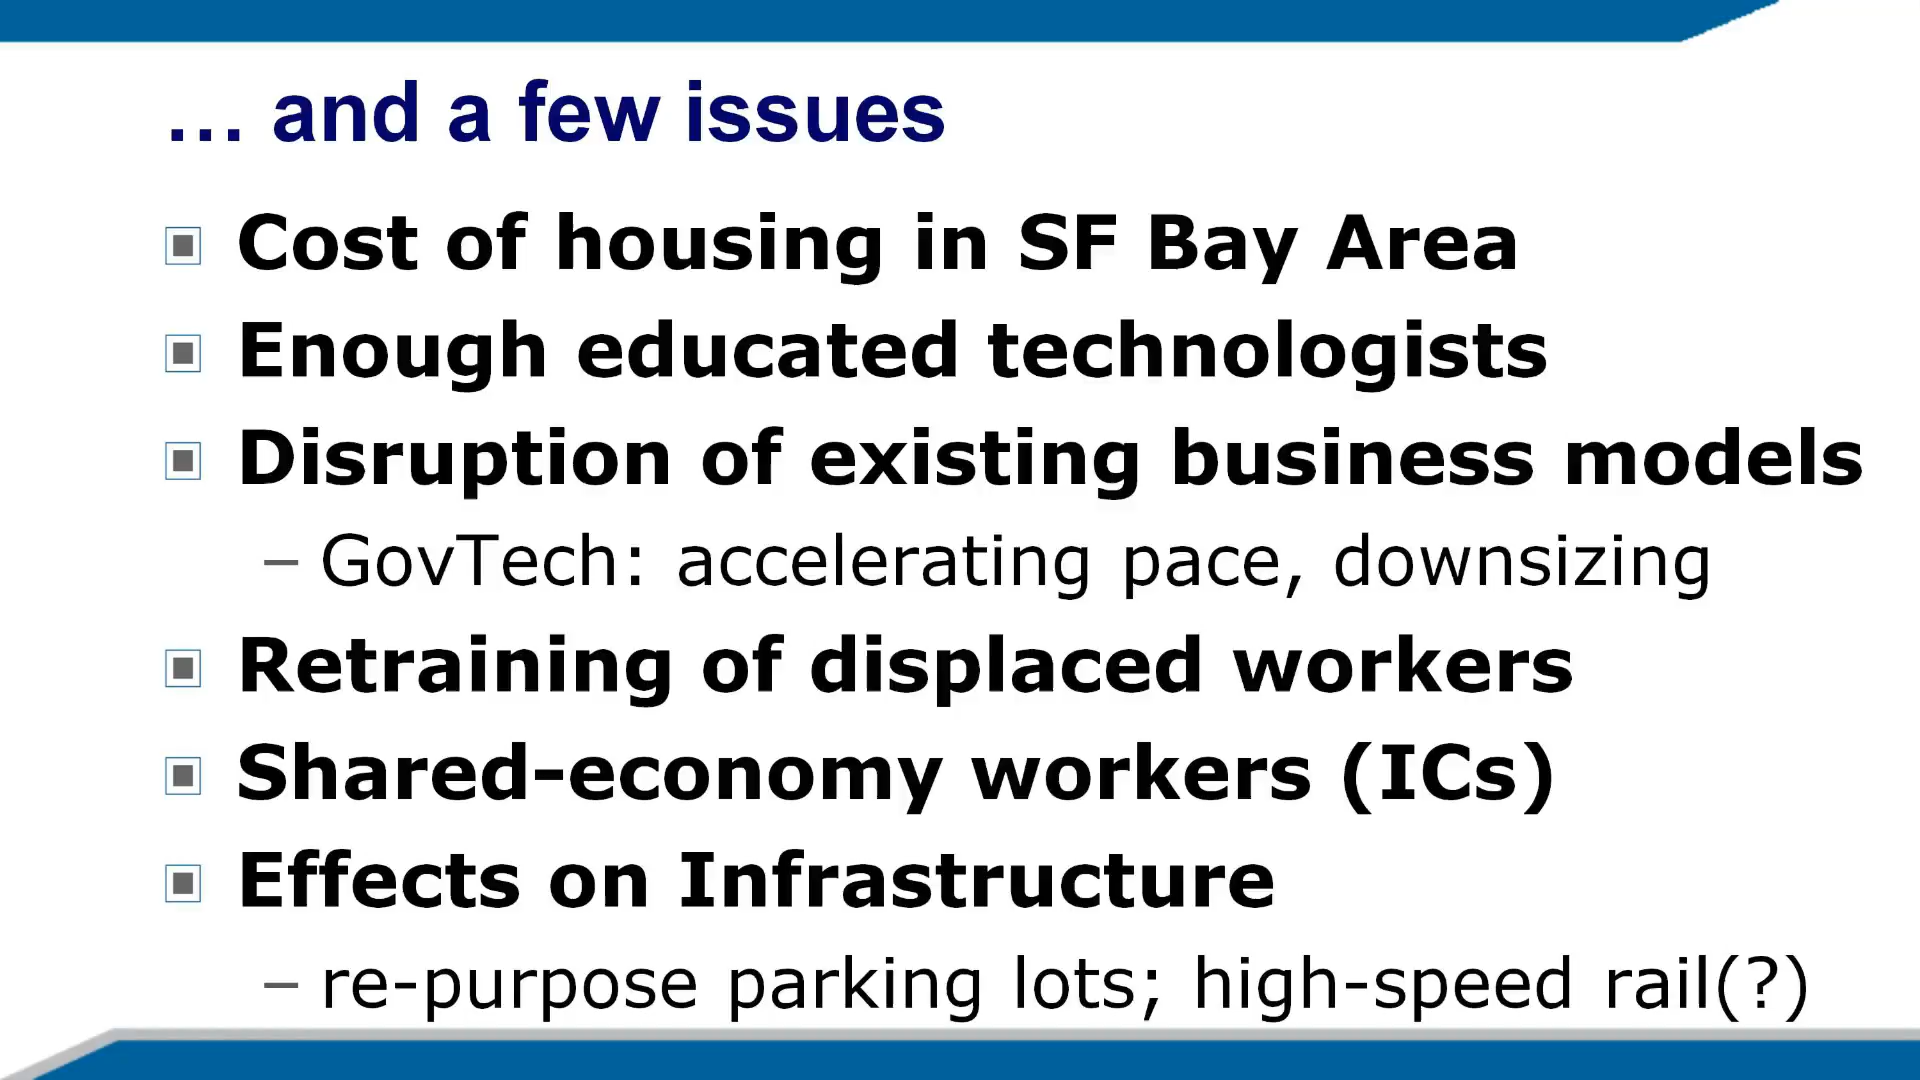 ... and a few issues
Cost of housing in SF Bay Area
Enough educated technologists
Disruption of existing business models
– GovTech: accelerating pace, downsizing
Retraining of displaced workers
Shared-economy workers (ICs)
Effects on Infrastructure
– re-purpose parking lots; high-speed rail(?)